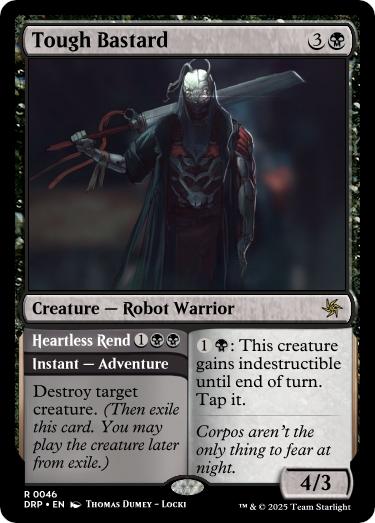 Tough Bastard 3
Creature — Robot Warrior
Heartless Rend 1
Instant — Adventure
Destroy target
creature. (Then exile
this card. You may
play the creature later
from exile.)
1 : This creature
gains indestructible
until end of turn.
Tap it.
Corpos aren't the
only thing to fear at
night.
4/3
R 0046
DRP • EN Thomas Dumey – Locki
™ & © 2025 Team Starlight